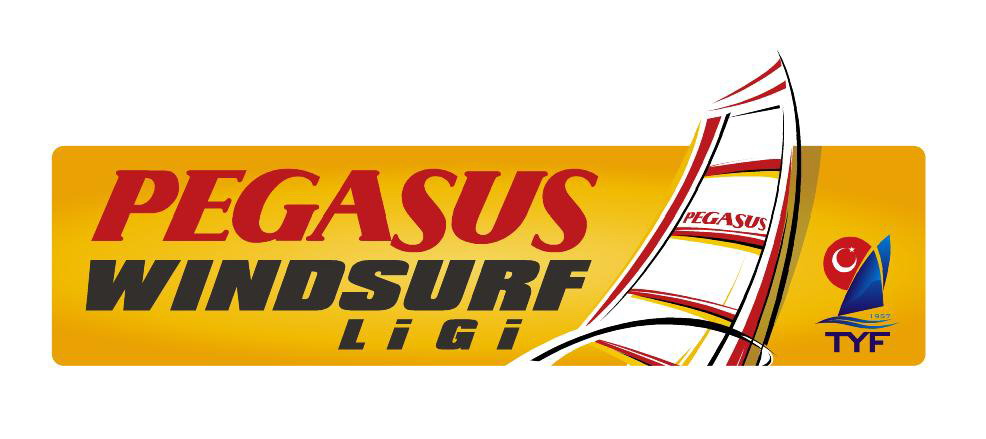 PEGASUS
WINDSURF
LiGi
PEGASUS
1957
TYF